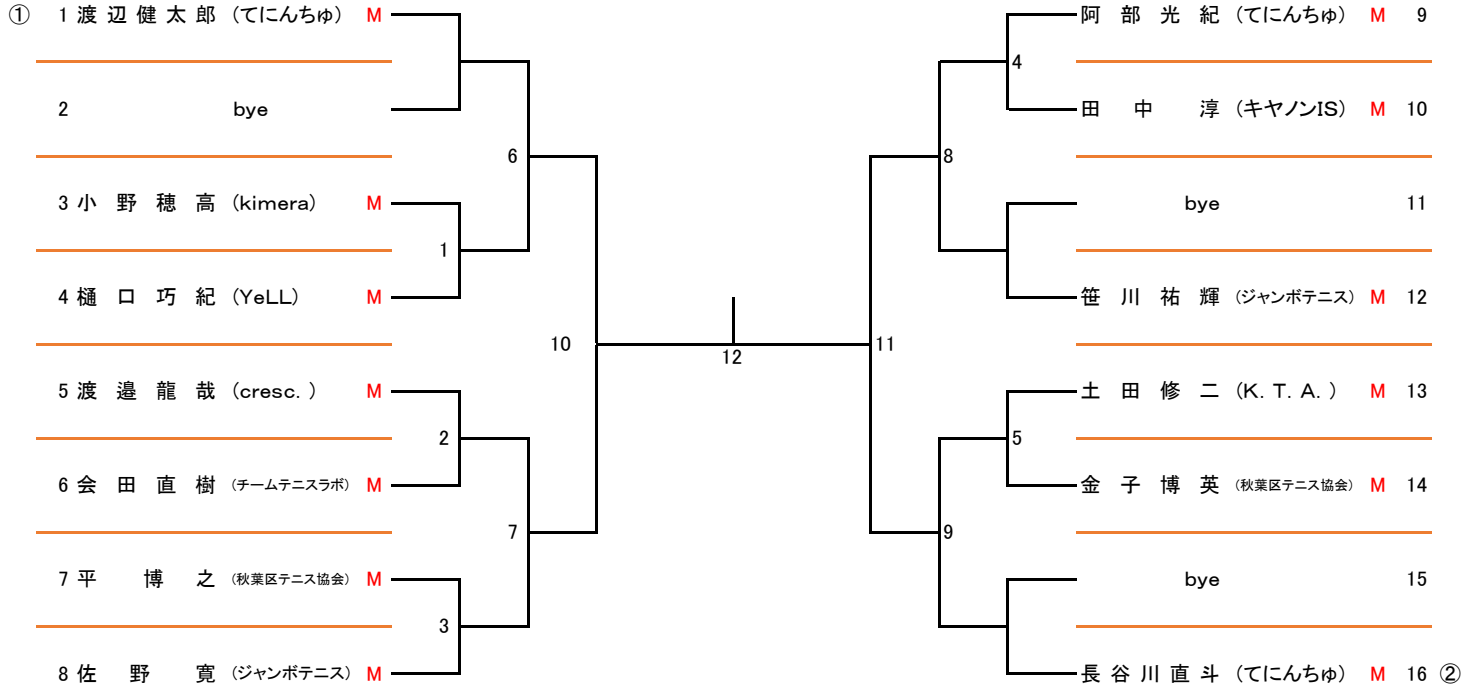 ① 1 渡辺健太郎 (てにんちゅ) M
2 bye
3 小野穂高 (kimera) M
4 樋口巧紀 (YeLL) M
5 渡邉龍哉 (cresc.) M
6 会田直樹 (チームテニスラボ) M
7 平博之 (秋葉区テニス協会) M
8 佐野寛 (ジャンボテニス) M
6
1
2
7
3
10
12
11
4
8
5
9
阿部光紀 (てにんちゅ) M 9
田中淳 (キヤノンIS) M 10
bye 11
笹川祐輝 (ジャンボテニス) M 12
土田修二 (K.T.A.) M 13
金子博英 (秋葉区テニス協会) M 14
bye 15
長谷川直斗 (てにんちゅ) M 16 ②